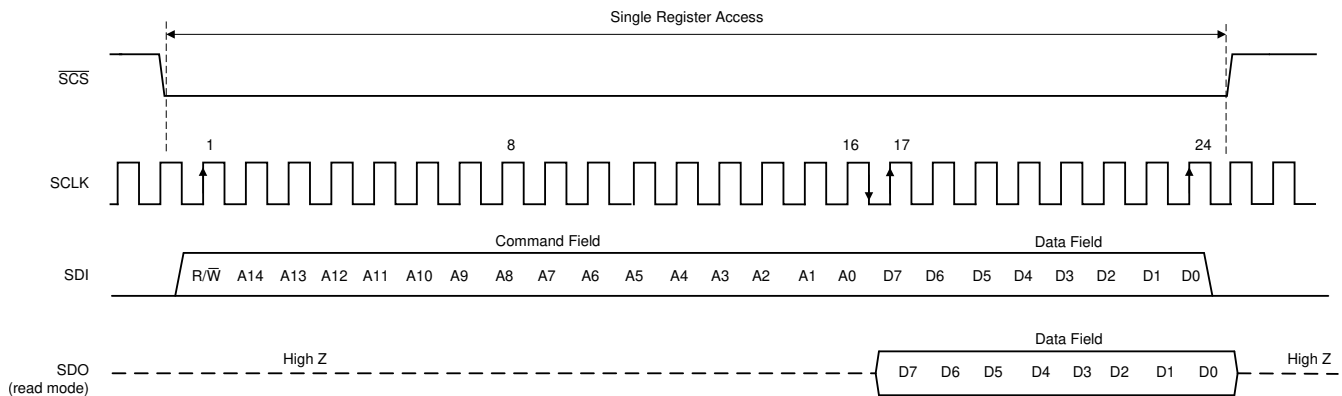 Single Register Access
SCS
1 8 16 17 24
SCLK
Command Field Data Field
SDI R/W A14 A13 A12 A11 A10 A9 A8 A7 A6 A5 A4 A3 A2 A1 A0 D7 D6 D5 D4 D3 D2 D1 D0
Data Field
High Z High Z
SDO D7 D6 D5 D4 D3 D2 D1 D0
(read mode)